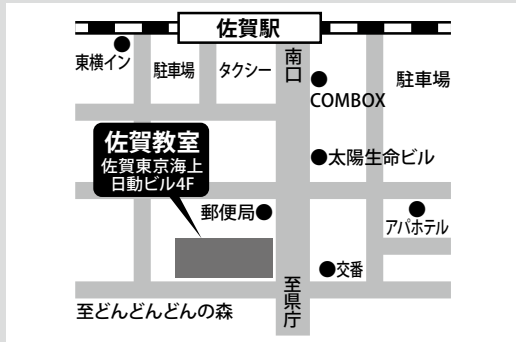 佐賀駅
東横イン
駐車場
タクシー
南口
COMBOX
駐車場
佐賀教室
佐賀東京海上
日動ビル4F
太陽生命ビル
郵便局
アパホテル
交番
至県庁
至どんどんどんの森